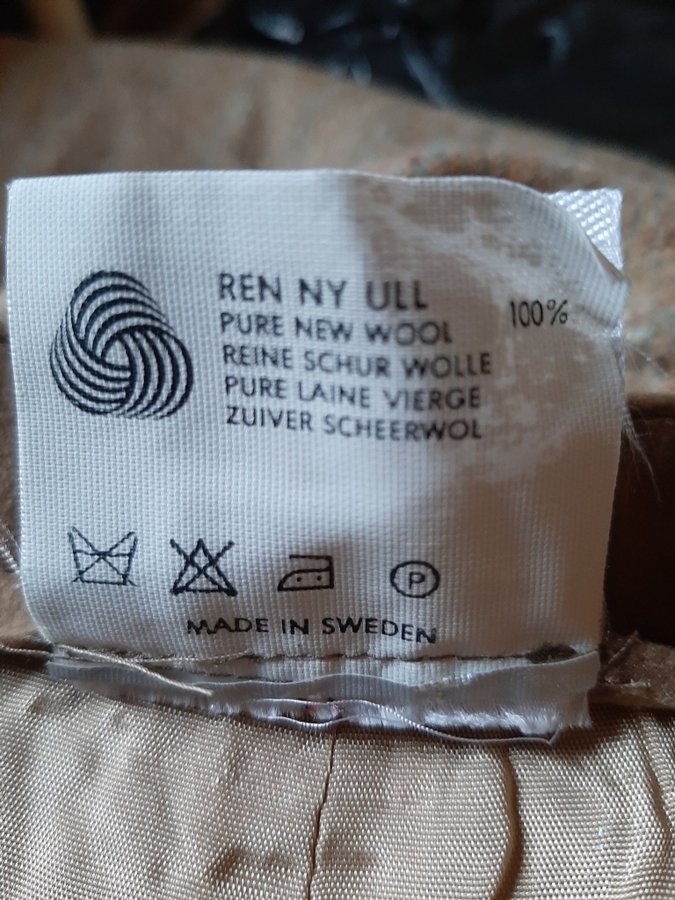 REN NY ULL
100%
PURE NEW WOOL
REINE SCHUR WOLLE
PURE LAINE VIERGE
ZUIVER SCHEERWOL
P
MADE IN SWEDEN